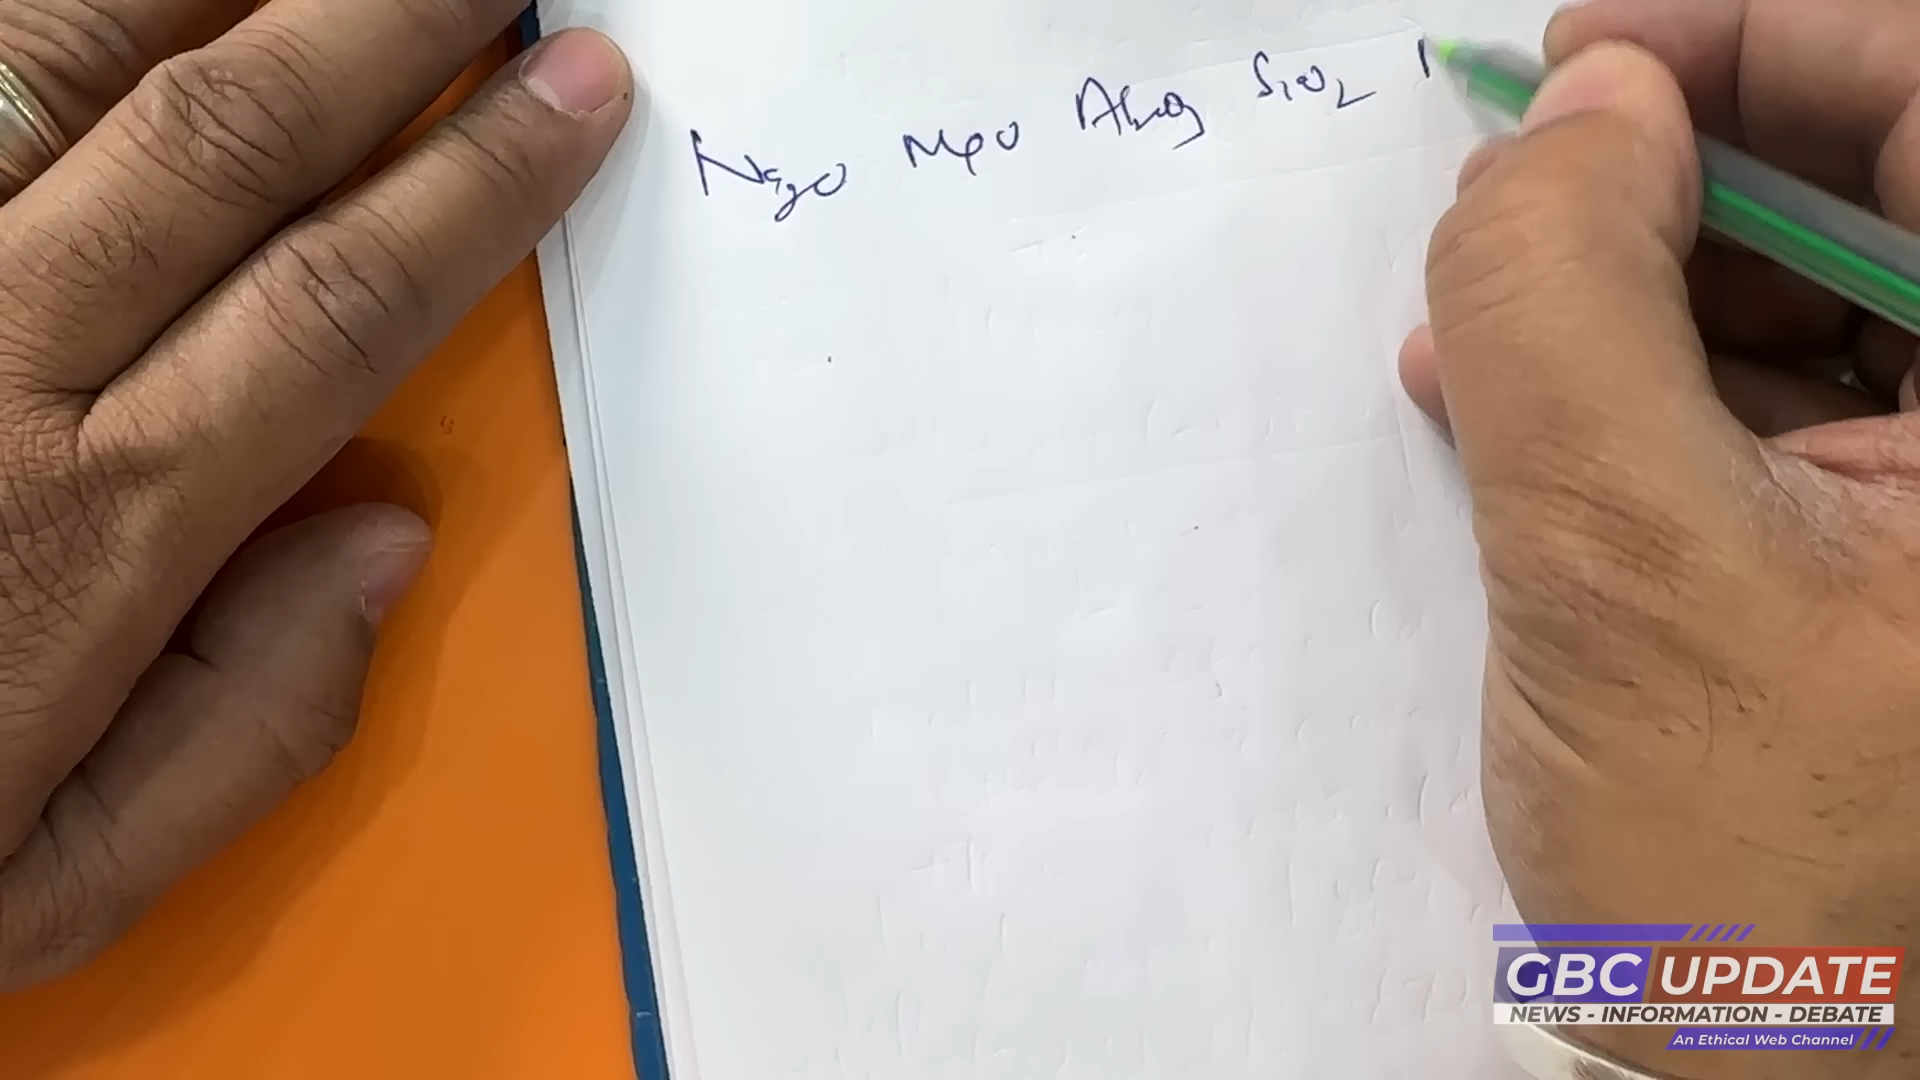 Na2O MgO Al2O3 SiO2
GBC UPDATE
NEWS - INFORMATION - DEBATE
An Ethical Web Channel